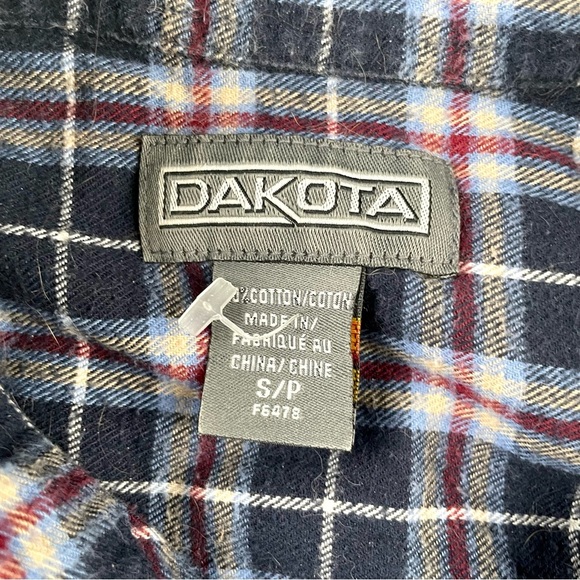 DAKOTA
COTTON/COTON
MADE IN/
FABRIQUÉ AU
CHINA/CHINE
S/P
F6478